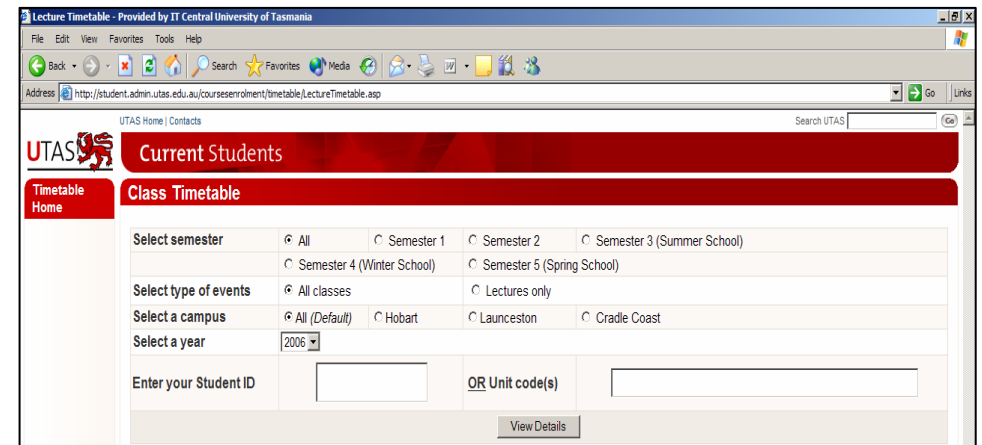 Lecture Timetable - Provided by IT Central University of Tasmania
File Edit View Favorites Tools Help
Back Search Favorites Media
Address http://student.admin.utas.edu.au/coursesenrolment/timetable/LectureTimetable.asp Go Links
UTAS Home | Contacts Search UTAS Go
UTAS Current Students
Timetable Home
Class Timetable
Select semester All Semester 1 Semester 2 Semester 3 (Summer School)
Semester 4 (Winter School) Semester 5 (Spring School)
Select type of events All classes Lectures only
Select a campus All (Default) Hobart Launceston Cradle Coast
Select a year 2006
Enter your Student ID OR Unit code(s)
View Details